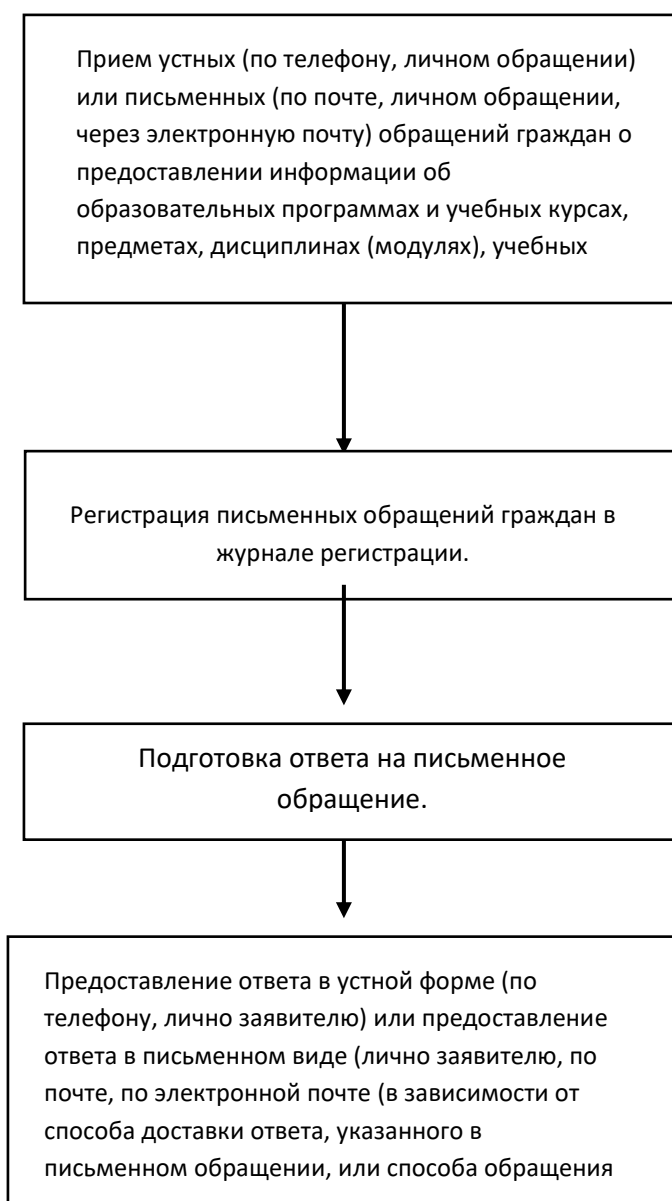 Прием устных (по телефону, личном обращении)
или письменных (по почте, личном обращении,
через электронную почту) обращений граждан о
предоставлении информации об
образовательных программах и учебных курсах,
предметах, дисциплинах (модулях), учебных
Регистрация письменных обращений граждан в
журнале регистрации.
Подготовка ответа на письменное
обращение.
Предоставление ответа в устной форме (по
телефону, лично заявителю) или предоставление
ответа в письменном виде (лично заявителю, по
почте, по электронной почте (в зависимости от
способа доставки ответа, указанного в
письменном обращении, или способа обращения